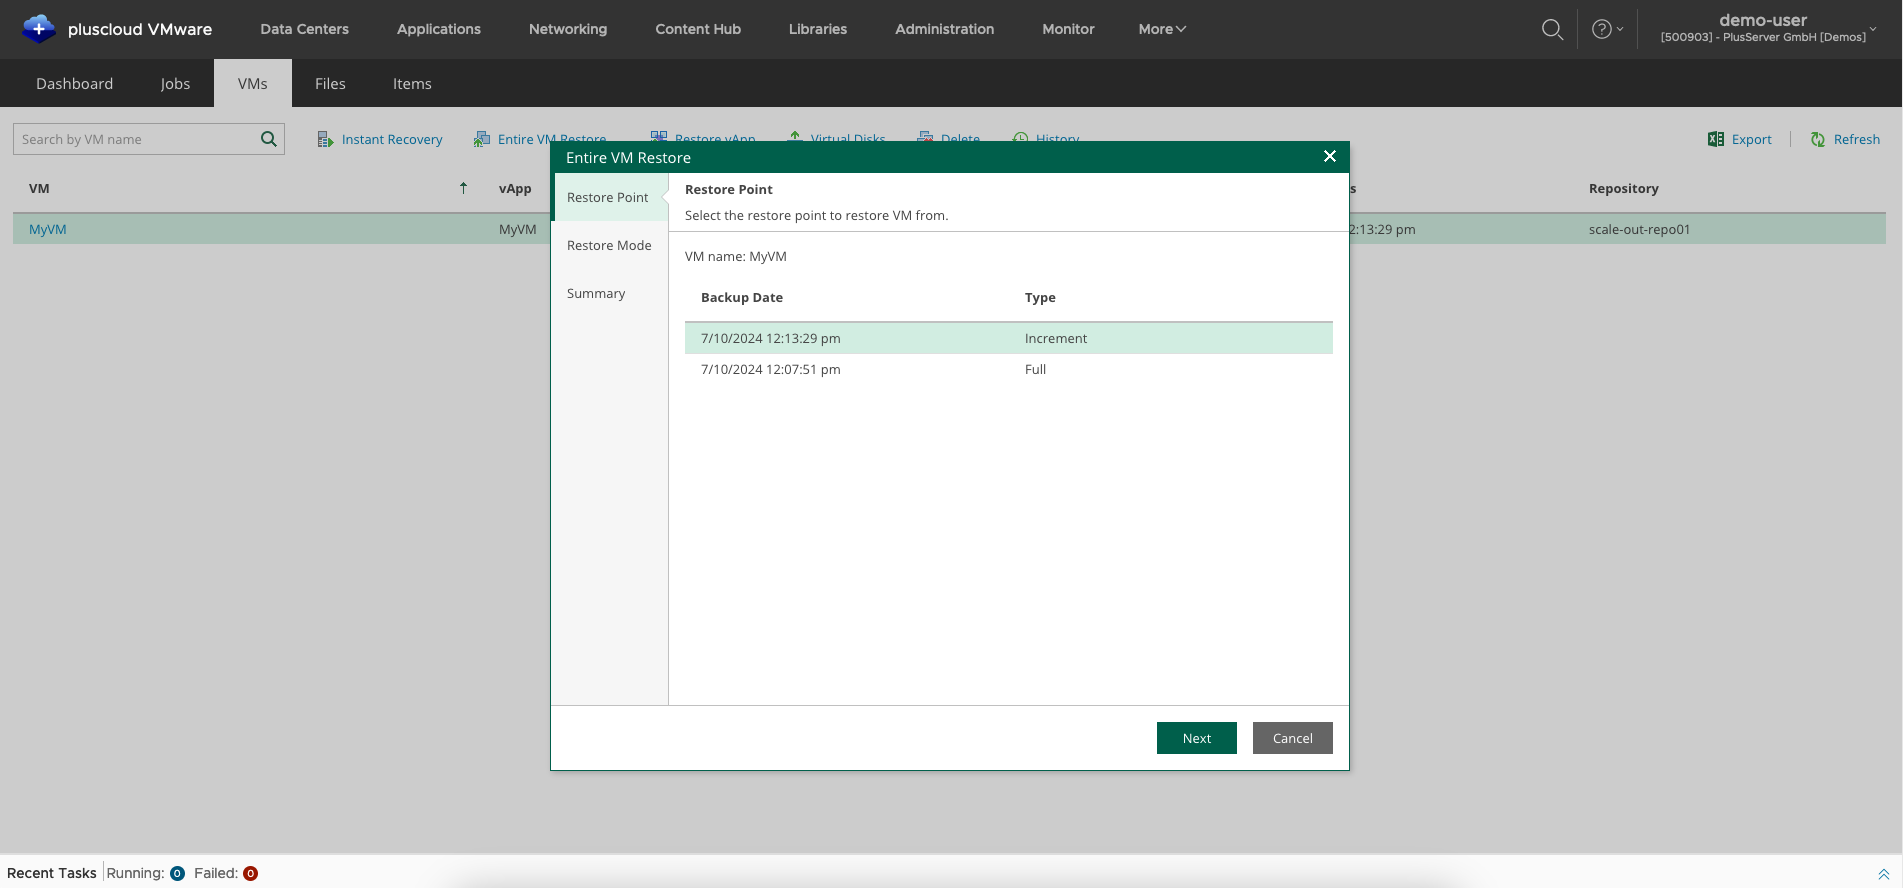 pluscloud VMware Data Centers Applications Networking Content Hub Libraries Administration Monitor More demo-user
[500903] - PlusServer GmbH [Demos]
Dashboard Jobs VMs Files Items
Search by VM name Instant Recovery Entire VM Restore Restore vApp Virtual Disks Delete History Export Refresh
Entire VM Restore
VM vApp s Repository
MyVM MyVM 2:13:29 pm scale-out-repo01
Restore Point
Restore Mode
Summary
Restore Point
Select the restore point to restore VM from.
VM name: MyVM
Backup Date Type
7/10/2024 12:13:29 pm Increment
7/10/2024 12:07:51 pm Full
Next Cancel
Recent Tasks Running: 0 Failed: 0